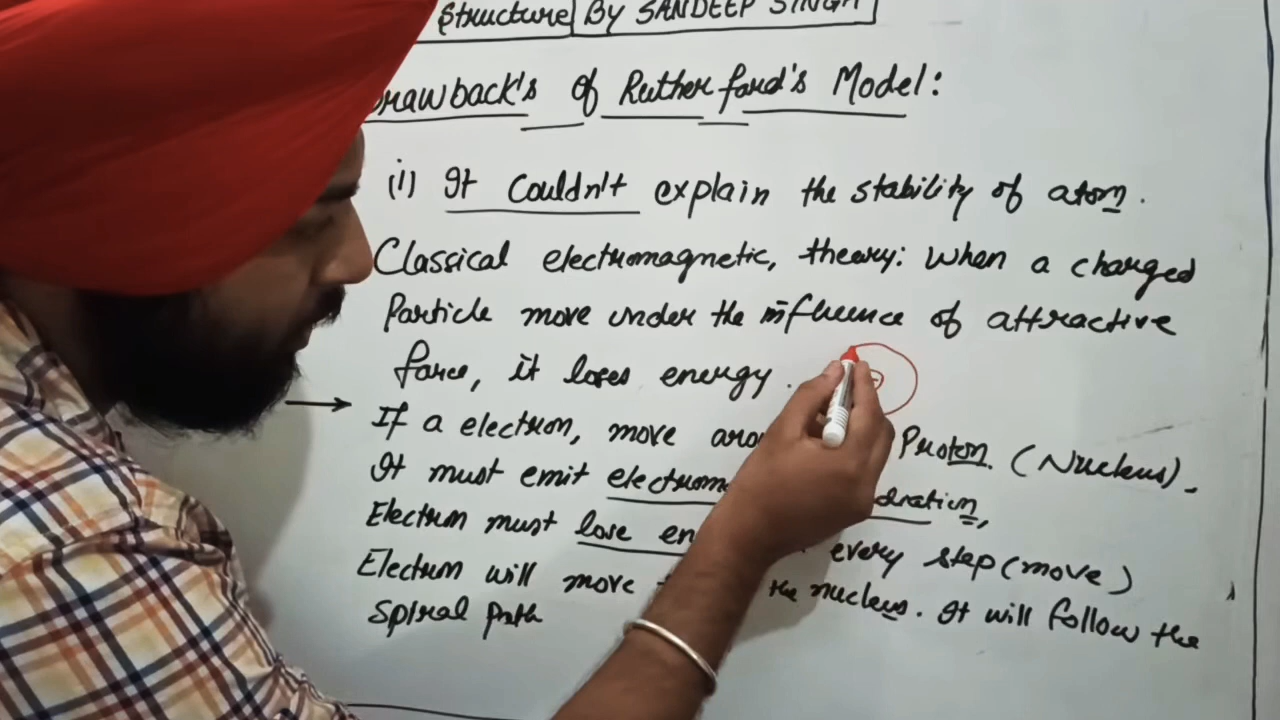 Structure By SANDEEP SINGH
Drawback's of Rutherford's Model:
(i) It Couldn't explain the stability of atom.
Classical electromagnetic, theory: When a charged
Particle move under the influence of attractive
force, it loses energy.
If a electron, move Proton. (Nucleus).
It must emit
Electron must lose every step (move)
Electron will move the nucleus. It will follow the
Spiral path